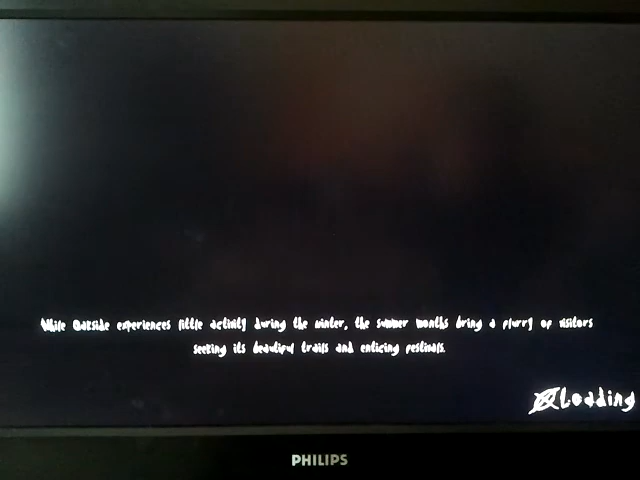 While Oatside experiences little activity during the winter, the summer months bring a flurry of visitors
seeking its beautiful trails and enticing festivals.
Loading
PHILIPS